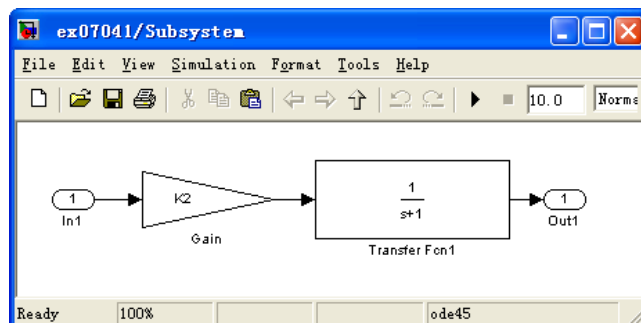 ex07041/Subsystem
File Edit View Simulation Format Tools Help
10.0 Norma
1
In1
K2
Gain
1
s+1
Transfer Fcn1
1
Out1
Ready 100% ode45